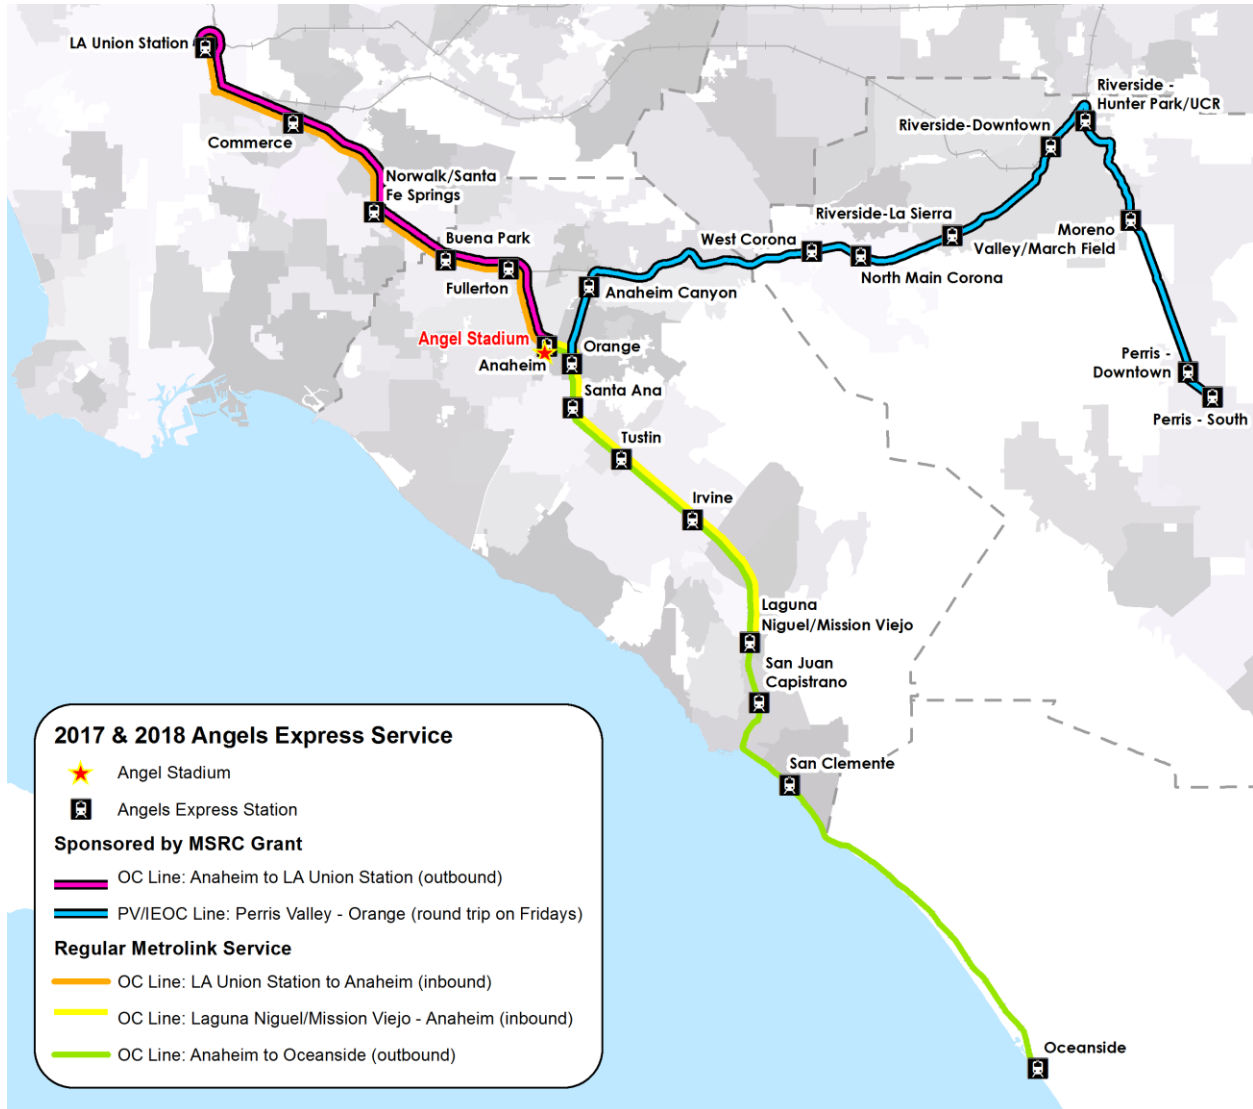 LA Union Station
Commerce
Norwalk/Santa
Fe Springs
Buena Park
Fullerton
Angel Stadium
Anaheim
Orange
Anaheim Canyon
West Corona
North Main Corona
Riverside-La Sierra
Riverside-Downtown
Riverside -
Hunter Park/UCR
Moreno
Valley/March Field
Perris -
Downtown
Perris - South
Santa Ana
Tustin
Irvine
Laguna
Niguel/Mission Viejo
San Juan
Capistrano
San Clemente
Oceanside
2017 & 2018 Angels Express Service
Angel Stadium
Angels Express Station
Sponsored by MSRC Grant
OC Line: Anaheim to LA Union Station (outbound)
PV/IEOC Line: Perris Valley - Orange (round trip on Fridays)
Regular Metrolink Service
OC Line: LA Union Station to Anaheim (inbound)
OC Line: Laguna Niguel/Mission Viejo - Anaheim (inbound)
OC Line: Anaheim to Oceanside (outbound)